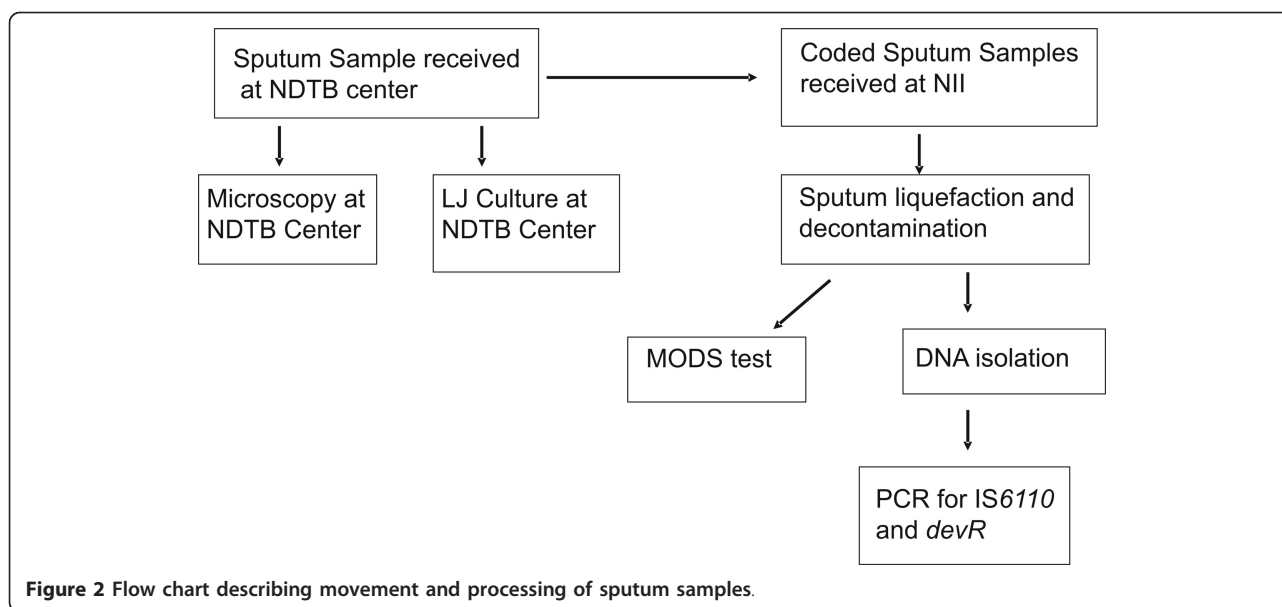 Sputum Sample received
at NDTB center
Coded Sputum Samples
received at NII
Microscopy at
NDTB Center
LJ Culture at
NDTB Center
Sputum liquefaction and
decontamination
MODS test
DNA isolation
PCR for IS6110
and devR
Figure 2 Flow chart describing movement and processing of sputum samples.